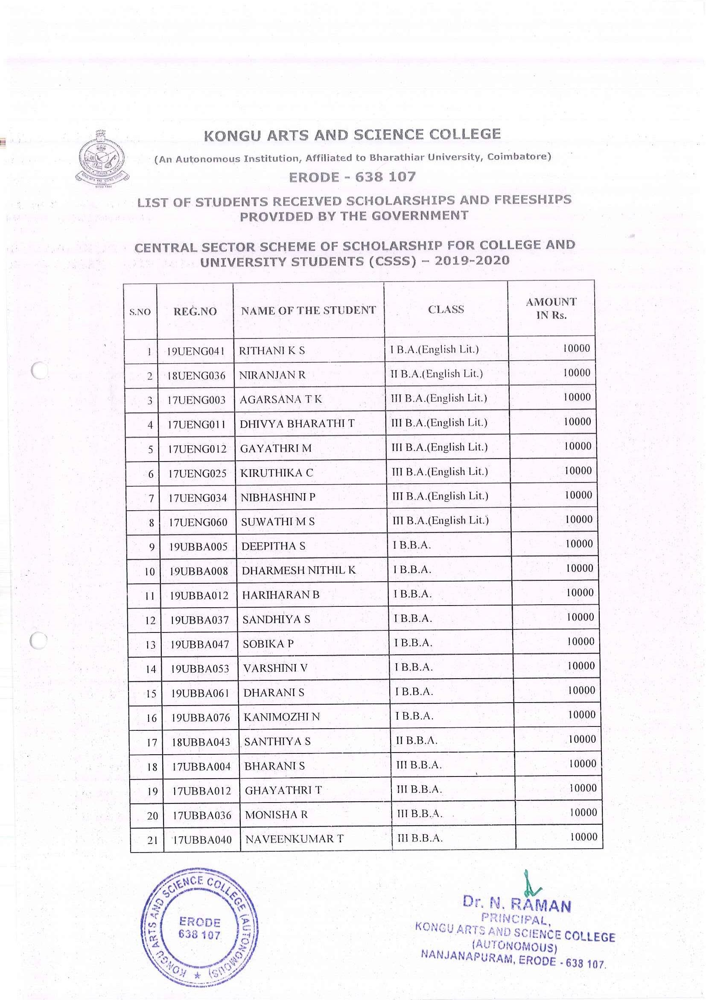 KONGU ARTS AND SCIENCE COLLEGE
(An Autonomous Institution, Affiliated to Bharathiar University, Coimbatore)
ERODE - 638 107
LIST OF STUDENTS RECEIVED SCHOLARSHIPS AND FREESHIPS
PROVIDED BY THE GOVERNMENT
CENTRAL SECTOR SCHEME OF SCHOLARSHIP FOR COLLEGE AND
UNIVERSITY STUDENTS (CSSS) – 2019-2020
S.NO REG.NO NAME OF THE STUDENT CLASS AMOUNT IN Rs.
1 19UENG041 RITHANI K S I B.A.(English Lit.) 10000
2 18UENG036 NIRANJAN R II B.A.(English Lit.) 10000
3 17UENG003 AGARSANA T K III B.A.(English Lit.) 10000
4 17UENG011 DHIVYA BHARATHI T III B.A.(English Lit.) 10000
5 17UENG012 GAYATHRI M III B.A.(English Lit.) 10000
6 17UENG025 KIRUTHIKA C III B.A.(English Lit.) 10000
7 17UENG034 NIBHASHINI P III B.A.(English Lit.) 10000
8 17UENG060 SUWATHI M S III B.A.(English Lit.) 10000
9 19UBBA005 DEEPITHA S I B.B.A. 10000
10 19UBBA008 DHARMESH NITHIL K I B.B.A. 10000
11 19UBBA012 HARIHARAN B I B.B.A. 10000
12 19UBBA037 SANDHIYA S I B.B.A. 10000
13 19UBBA047 SOBIKA P I B.B.A. 10000
14 19UBBA053 VARSHINI V I B.B.A. 10000
15 19UBBA061 DHARANI S I B.B.A. 10000
16 19UBBA076 KANIMOZHI N I B.B.A. 10000
17 18UBBA043 SANTHIYA S II B.B.A. 10000
18 17UBBA004 BHARANI S III B.B.A. 10000
19 17UBBA012 GHAYATHRI T III B.B.A. 10000
20 17UBBA036 MONISHA R III B.B.A. 10000
21 17UBBA040 NAVEENKUMAR T III B.B.A. 10000
KONGU ARTS AND SCIENCE COLLEGE (AUTONOMOUS) ★
ERODE
638 107
Dr. N. RAMAN
PRINCIPAL,
KONGU ARTS AND SCIENCE COLLEGE
(AUTONOMOUS)
NANJANAPURAM, ERODE - 638 107.